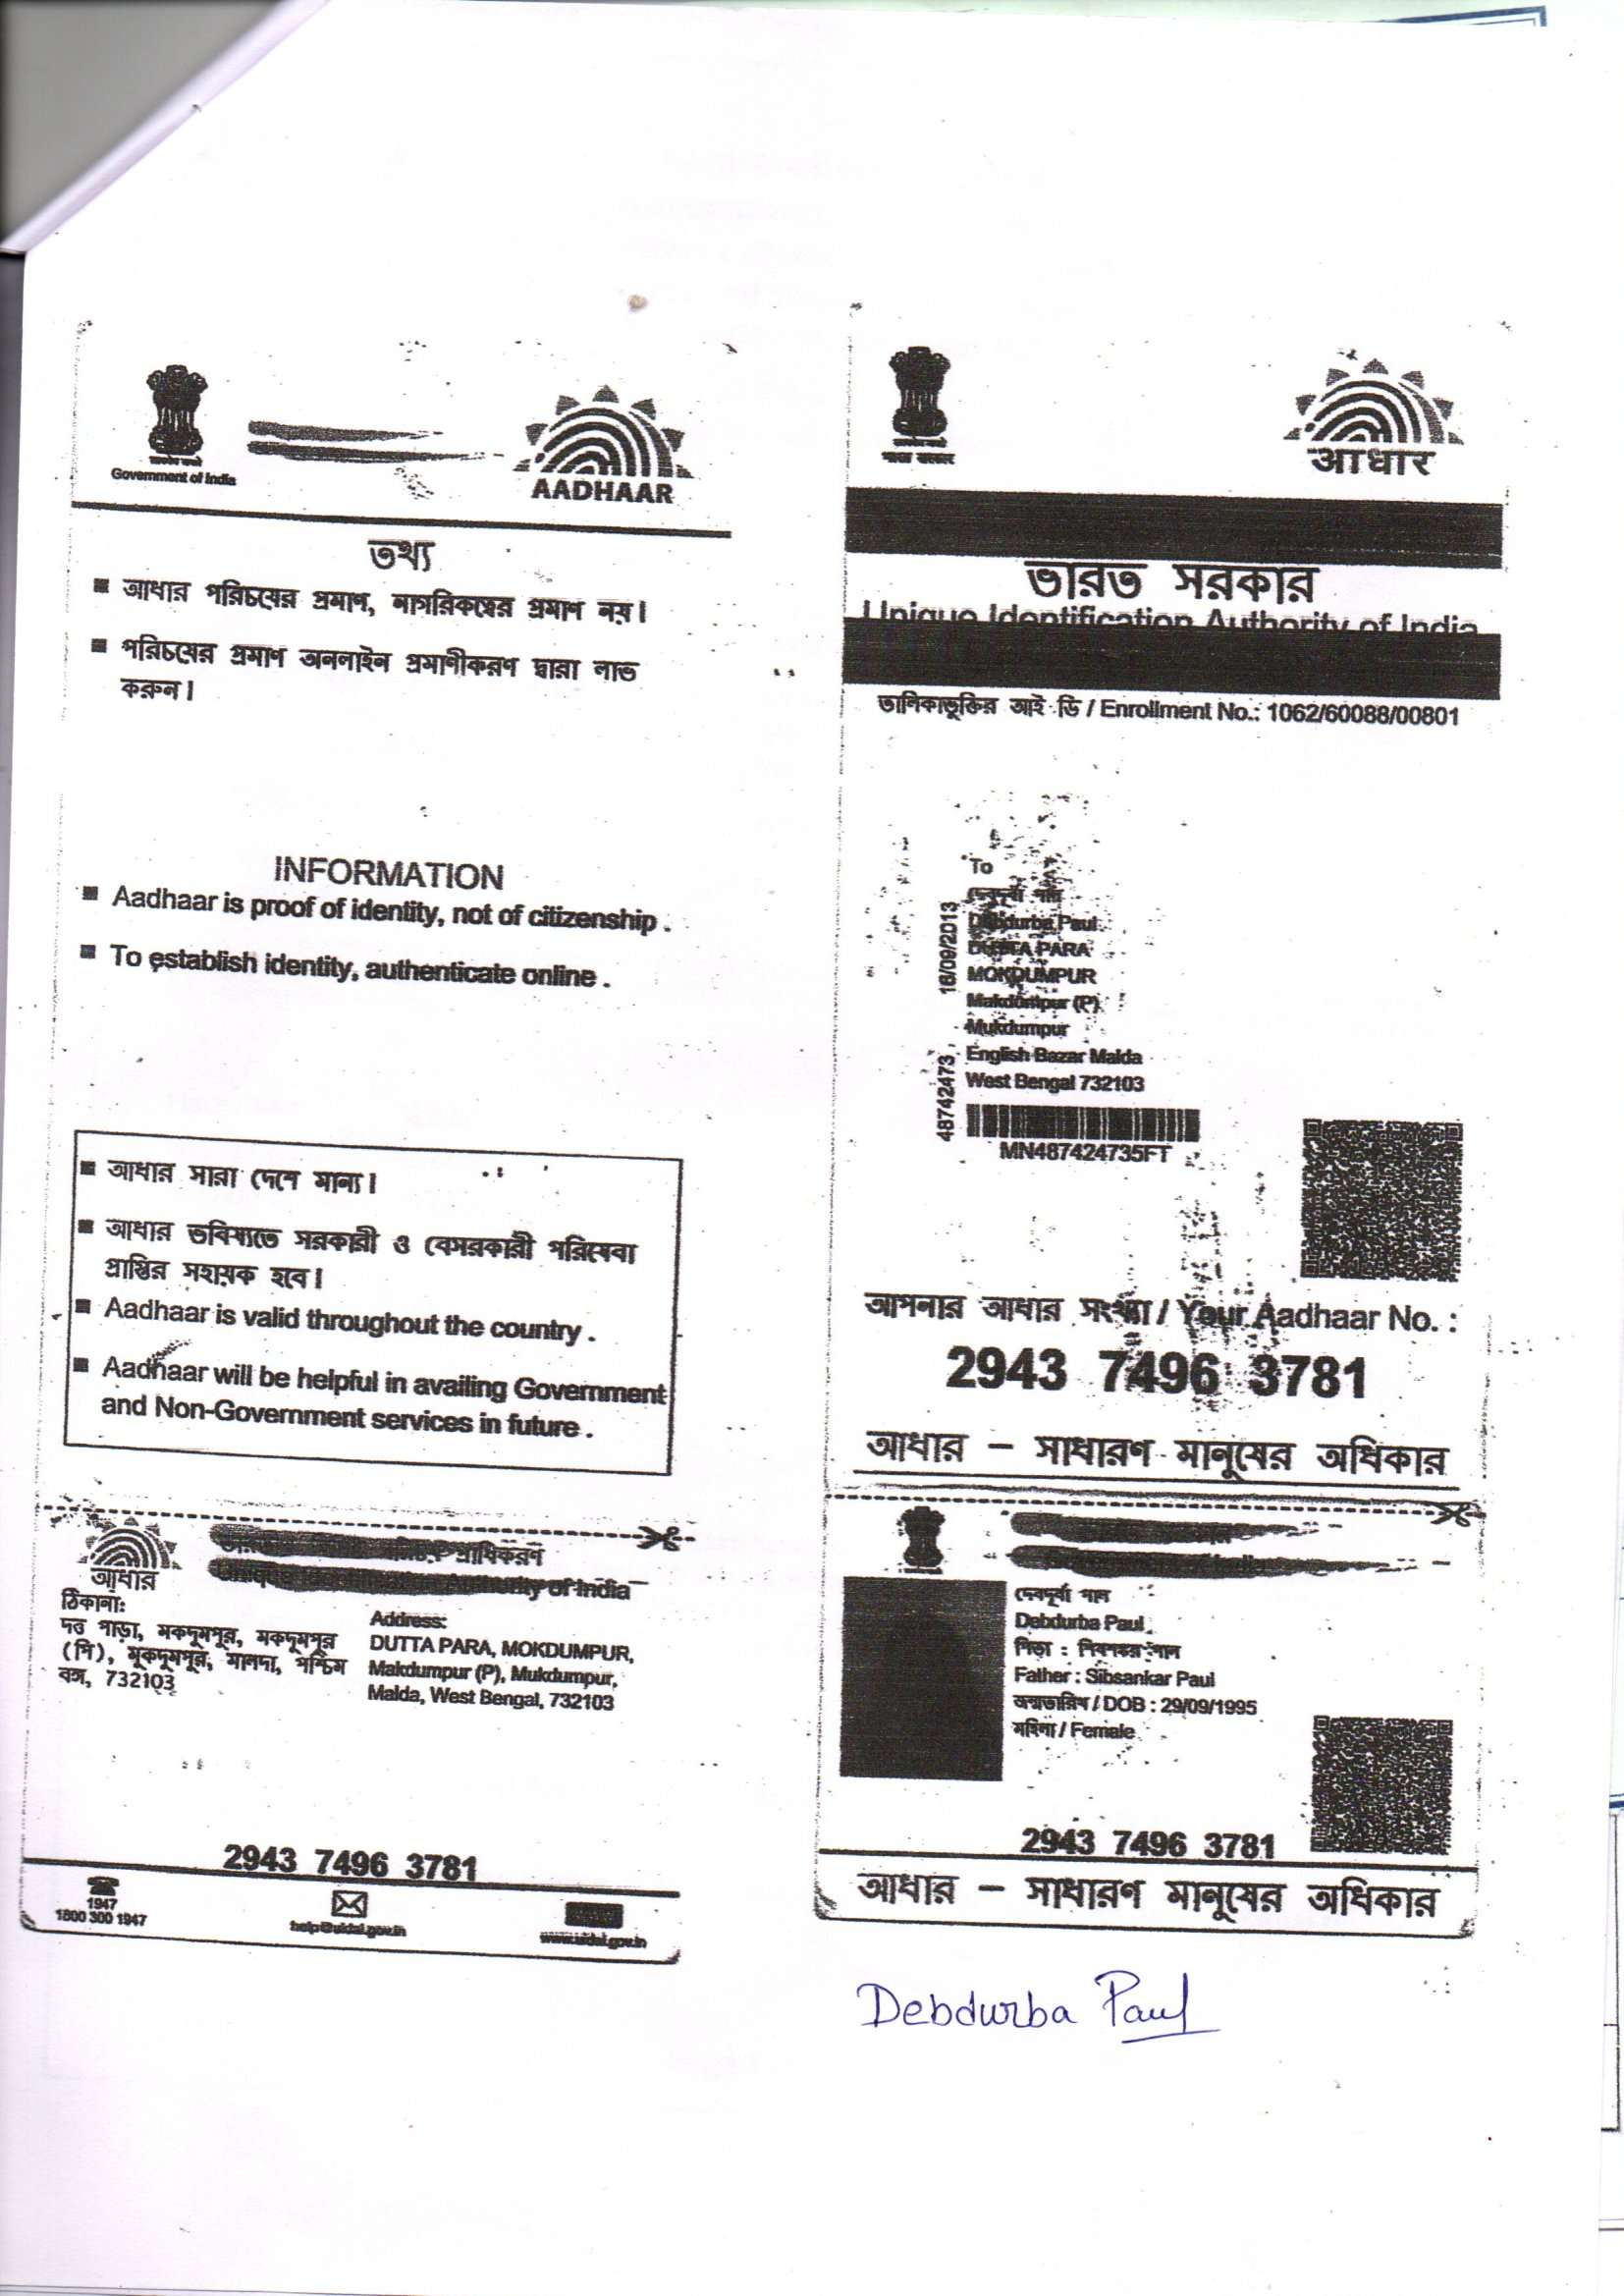 Government of India
AADHAAR
তথ্য
■ আধার পরিচয়ের প্রমাণ, নাগরিকত্বের প্রমাণ নয়।
■ পরিচয়ের প্রমাণ অনলাইন প্রমাণীকরণ দ্বারা লাভ
করুন।
INFORMATION
■ Aadhaar is proof of identity, not of citizenship .
■ To establish identity, authenticate online .
■ আধার সারা দেশে মান্য।
■ আধার ভবিষ্যতে সরকারী ও বেসরকারী পরিষেবা
প্রাপ্তির সহায়ক হবে।
■ Aadhaar is valid throughout the country .
■ Aadhaar will be helpful in availing Government
and Non-Government services in future .
প্রাধিকরণ
Authority of India
আধার
ঠিকানা:
দত্ত পাড়া, মকদুমপুর, মকদুমপুর
(পি), মুকদুমপুর, মালদা, পশ্চিম
বঙ্গ, 732103
Address:
DUTTA PARA, MOKDUMPUR,
Makdumpur (P), Mukdumpur,
Malda, West Bengal, 732103
2943 7496 3781
1947
1800 300 1947
help@uidai.gov.in
www.uidai.gov.in
आधार
ভারত সরকার
Unique Identification Authority of India
তালিকাভুক্তির আই ডি / Enrollment No.: 1062/60088/00801
To
দেবদূর্বা পাল
Debdurba Paul
DUTTA PARA
MOKDUMPUR
Makdumpur (P)
Mukdumpur
English Bazar Malda
West Bengal 732103
48742473
16/09/2013
MN487424735FT
আপনার আধার সংখ্যা / Your Aadhaar No. :
2943 7496 3781
আধার – সাধারণ মানুষের অধিকার
দেবদূর্বা পাল
Debdurba Paul
পিতা : শিবশঙ্কর পাল
Father : Sibsankar Paul
জন্মতারিখ / DOB : 29/09/1995
মহিলা / Female
2943 7496 3781
আধার – সাধারণ মানুষের অধিকার
Debdurba Paul